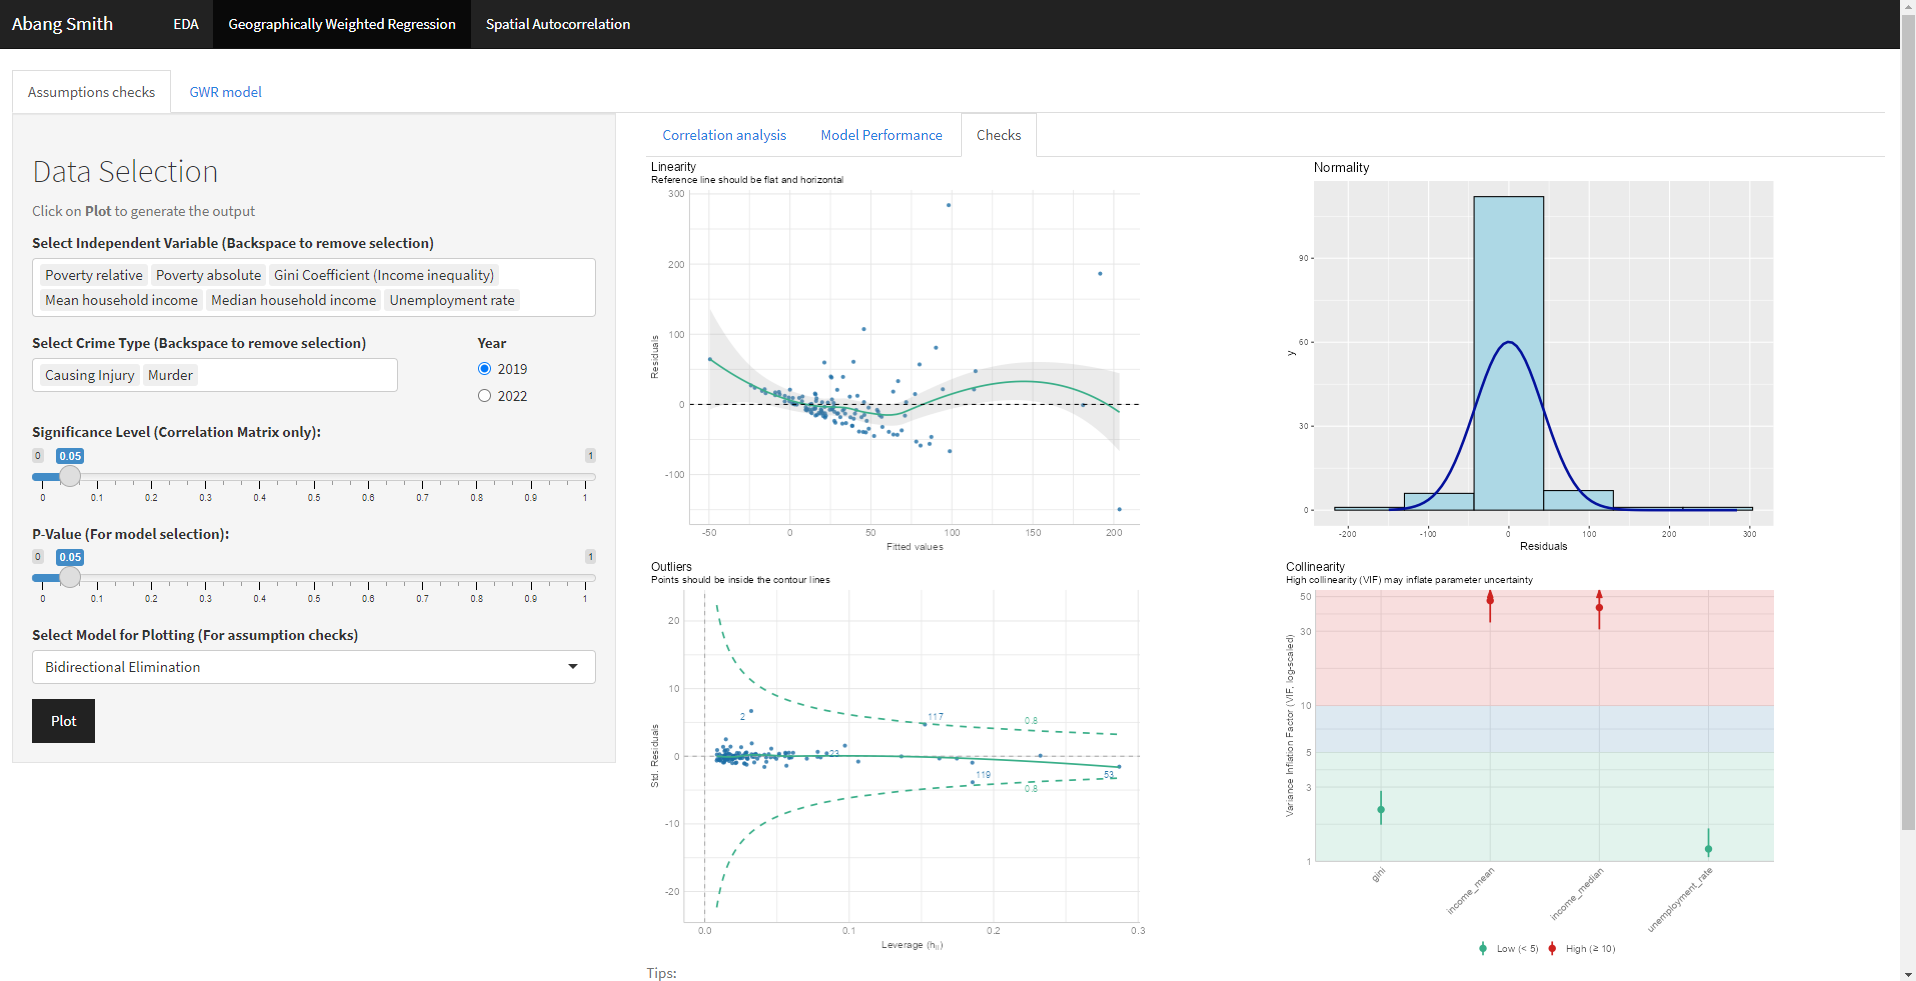 Abang Smith EDA Geographically Weighted Regression Spatial Autocorrelation
Assumptions checks GWR model
Data Selection
Click on Plot to generate the output
Select Independent Variable (Backspace to remove selection)
Poverty relative Poverty absolute Gini Coefficient (Income inequality)
Mean household income Median household income Unemployment rate
Select Crime Type (Backspace to remove selection)
Causing Injury Murder
Year
2019
2022
Significance Level (Correlation Matrix only):
0 0.05 1
0 0.1 0.2 0.3 0.4 0.5 0.6 0.7 0.8 0.9 1
P-Value (For model selection):
0 0.05 1
0 0.1 0.2 0.3 0.4 0.5 0.6 0.7 0.8 0.9 1
Select Model for Plotting (For assumption checks)
Bidirectional Elimination
Plot
Correlation analysis Model Performance Checks
Linearity
Reference line should be flat and horizontal
300
200
100
0
-100
Residuals
-50 0 50 100 150 200
Fitted values
Normality
90
60
30
0
y
-200 -100 0 100 200 300
Residuals
Outliers
Points should be inside the contour lines
20
10
0
-10
-20
Std. Residuals
2
117
0.8
23
119
53
0.8
0.0 0.1 0.2 0.3
Leverage (hii)
Collinearity
High collinearity (VIF) may inflate parameter uncertainty
50
30
10
5
3
1
Variance Inflation Factor (VIF, log-scaled)
gini income_mean income_median unemployment_rate
Low (< 5) High (≥ 10)
Tips: